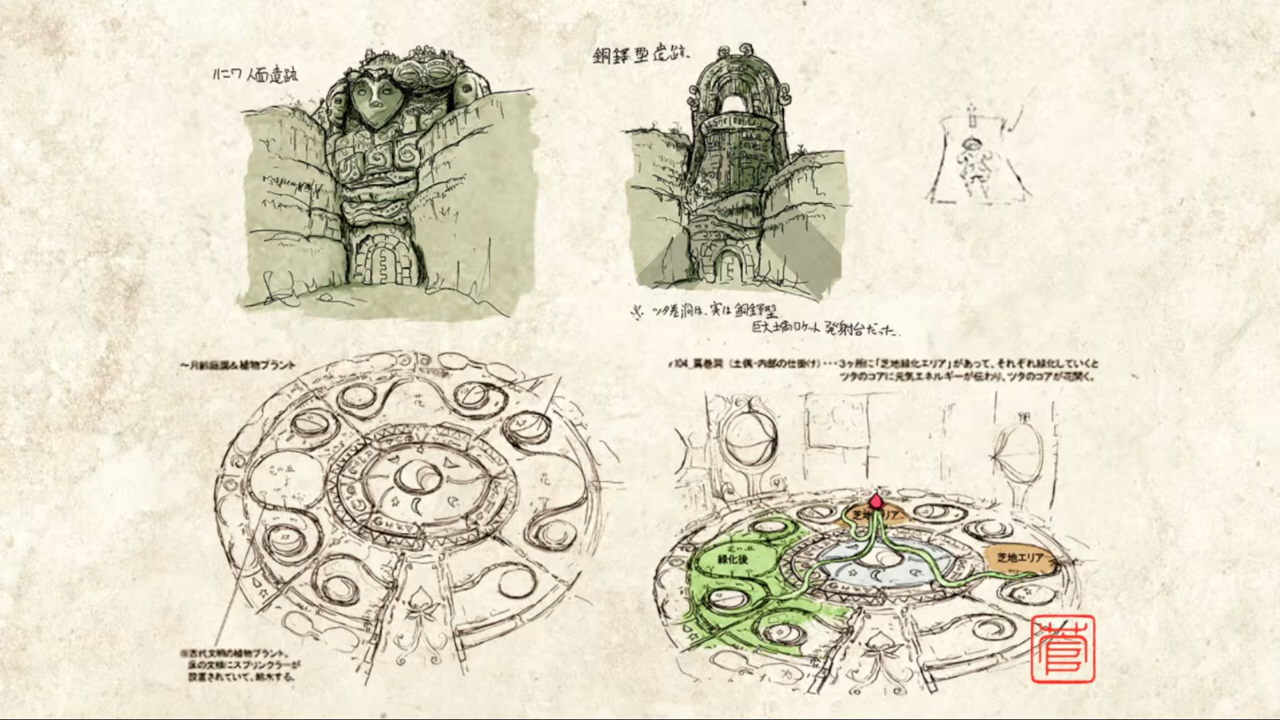 ハニワ人面遺跡
銅鐸型遺跡、
※ ツタ巻洞は、実は銅鐸型
巨大土偶ロケット発射台だった。
～月齢庭園&植物プラント
104_蔦巻洞（土偶・内部の仕掛け）・・・3ヶ所に「芝地緑化エリア」があって、それぞれ緑化していくと
ツタのコアに元気エネルギーが伝わり、ツタのコアが花開く。
花
花
芝地エリア
緑化後
芝地エリア
※古代文明の植物プラント。
床の文様にスプリンクラーが
設置されていて、給水する。
菅